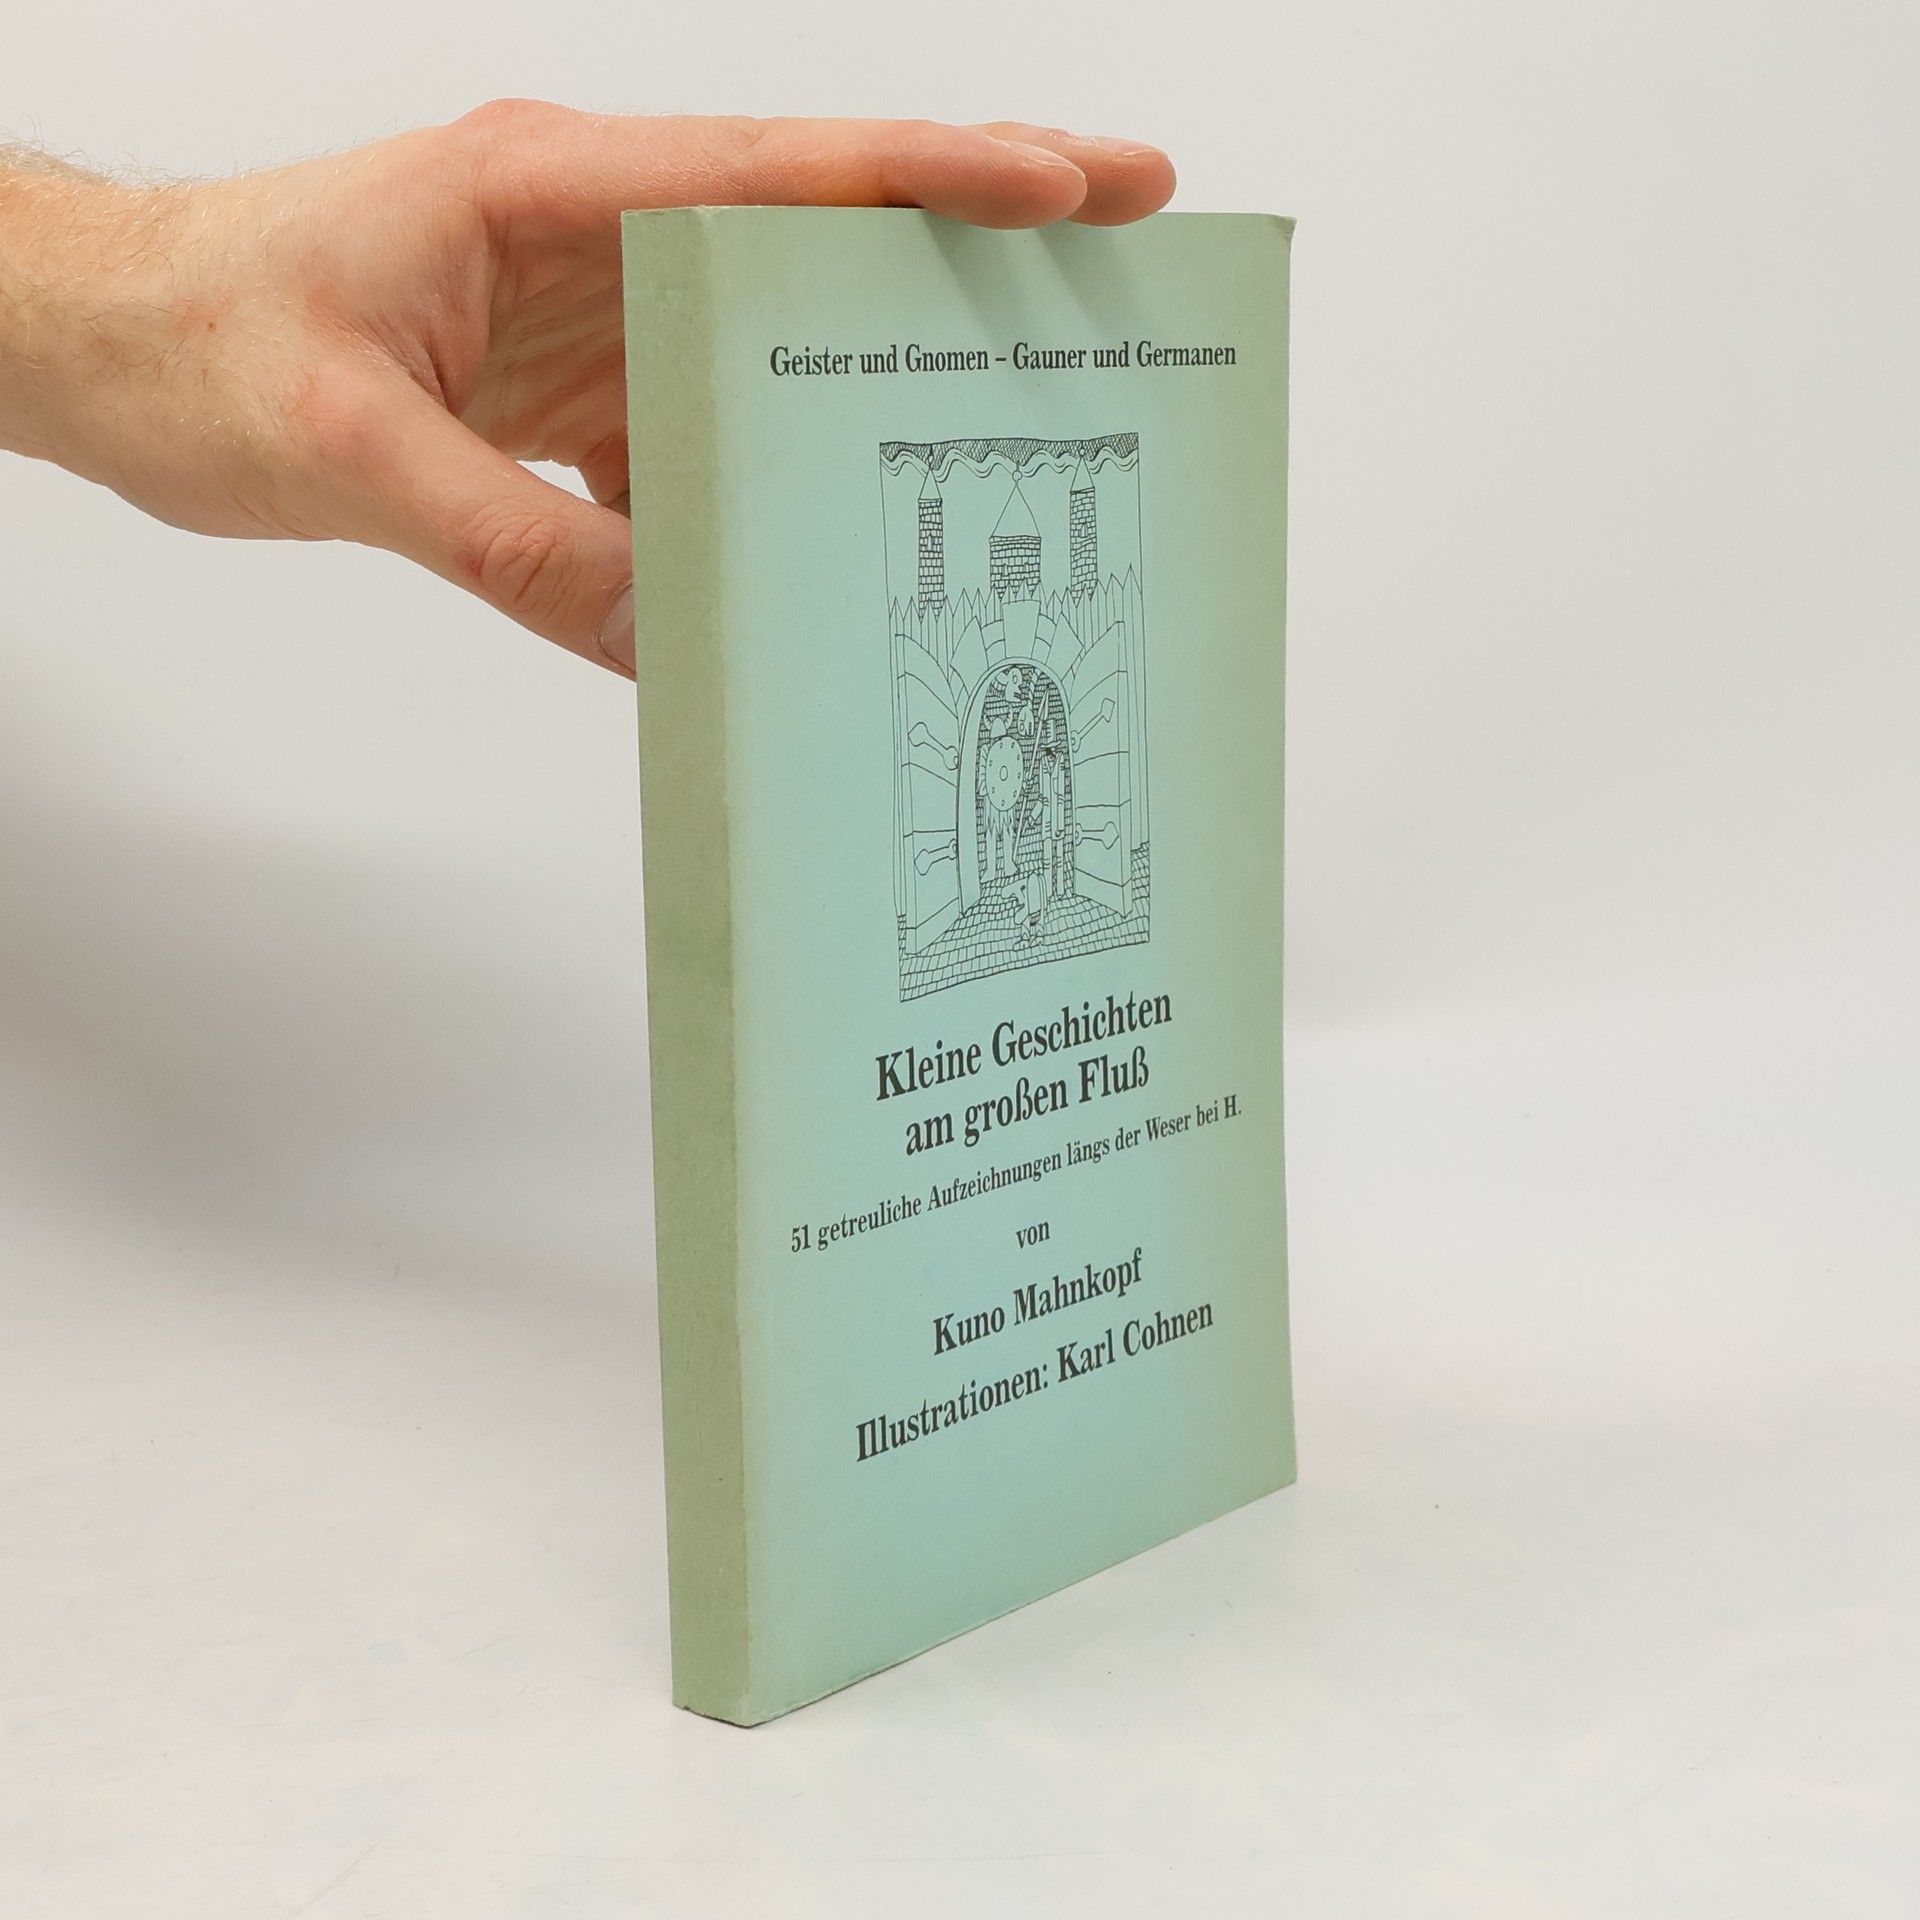 Geister und Gnomen – Gauner und Germanen
Kleine Geschichten
am großen Fluß
51 getreuliche Aufzeichnungen längs der Weser bei H.
von
Kuno Mahnkopf
Illustrationen: Karl Cohnen